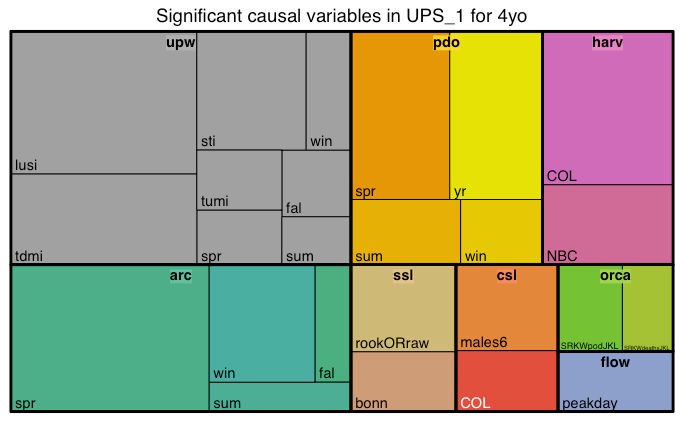 Significant causal variables in UPS_1 for 4yo
upw
lusi
tdmi
sti
win
tumi
fal
spr
sum
pdo
spr
yr
sum
win
harv
COL
NBC
arc
spr
win
fal
sum
ssl
rookORraw
bonn
csl
males6
COL
orca
SRKWpodJKL
SRKWdeathsJKL
flow
peakday